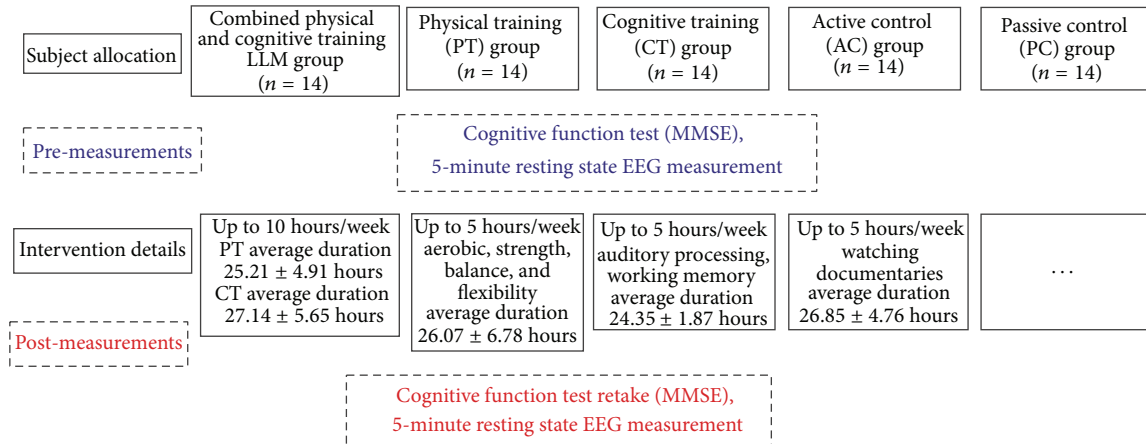 Subject allocation
Combined physical
and cognitive training
LLM group
(n = 14)
Physical training
(PT) group
(n = 14)
Cognitive training
(CT) group
(n = 14)
Active control
(AC) group
(n = 14)
Passive control
(PC) group
(n = 14)
Pre-measurements
Cognitive function test (MMSE),
5-minute resting state EEG measurement
Intervention details
Up to 10 hours/week
PT average duration
25.21 ± 4.91 hours
CT average duration
27.14 ± 5.65 hours
Up to 5 hours/week
aerobic, strength,
balance, and
flexibility
average duration
26.07 ± 6.78 hours
Up to 5 hours/week
auditory processing,
working memory
average duration
24.35 ± 1.87 hours
Up to 5 hours/week
watching
documentaries
average duration
26.85 ± 4.76 hours
...
Post-measurements
Cognitive function test retake (MMSE),
5-minute resting state EEG measurement